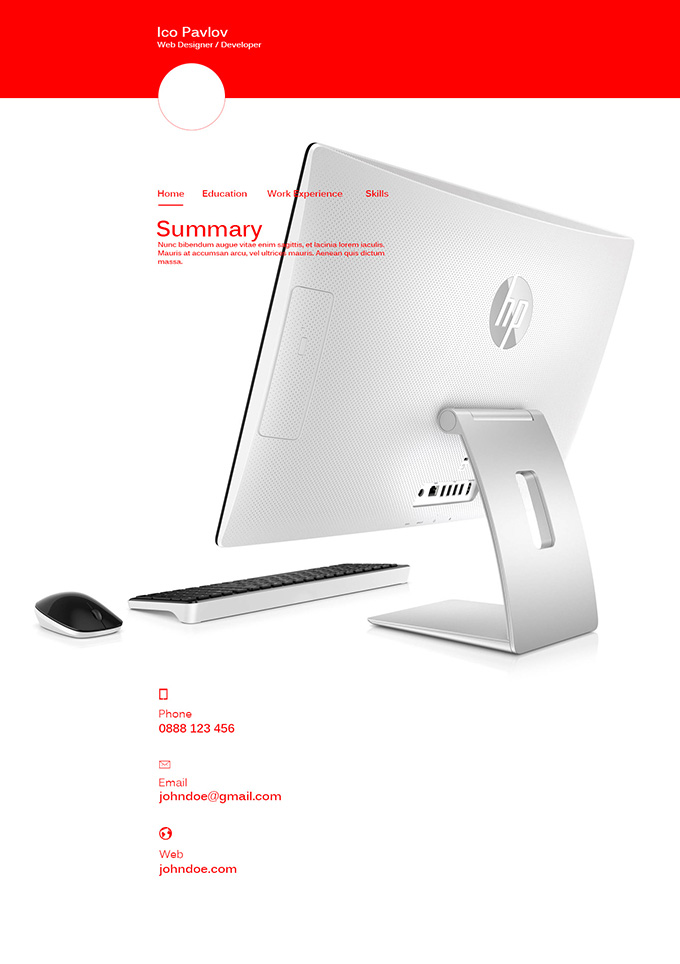 Ico Pavlov
Web Designer / Developer
Home Education Work Experience Skills
Summary
Nunc bibendum augue vitae enim sagittis, et lacinia lorem iaculis.
Mauris at accumsan arcu, vel ultrices mauris. Aenean quis dictum
massa.
hp
Phone
0888 123 456
Email
johndoe@gmail.com
Web
johndoe.com